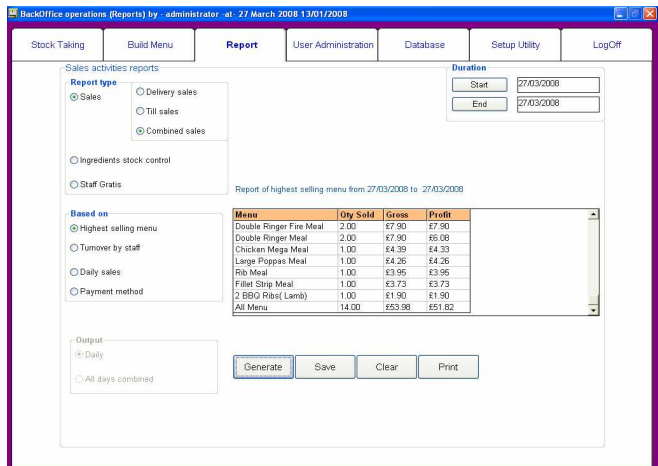 BackOffice operations (Reports) by - administrator -at- 27 March 2008 13/01/2008
Stock Taking Build Menu Report User Administration Database Setup Utility LogOff
Sales activities reports
Duration
Report type
Start 27/03/2008
Sales
Delivery sales
End 27/03/2008
Till sales
Combined sales
Ingredients stock control
Staff Gratis
Report of highest selling menu from 27/03/2008 to 27/03/2008
Based on
Highest selling menu
Turnover by staff
Daily sales
Payment method
Menu Qty Sold Gross Profit
Double Ringer Fire Meal 2.00 £7.90 £7.90
Double Ringer Meal 2.00 £7.90 £6.08
Chicken Mega Meal 1.00 £4.39 £4.33
Large Poppas Meal 1.00 £4.26 £4.26
Rib Meal 1.00 £3.95 £3.95
Fillet Strip Meal 1.00 £3.73 £3.73
2 BBQ Ribs( Lamb) 1.00 £1.90 £1.90
All Menu 14.00 £53.98 £51.82
Output
Daily
All days combined
Generate Save Clear Print